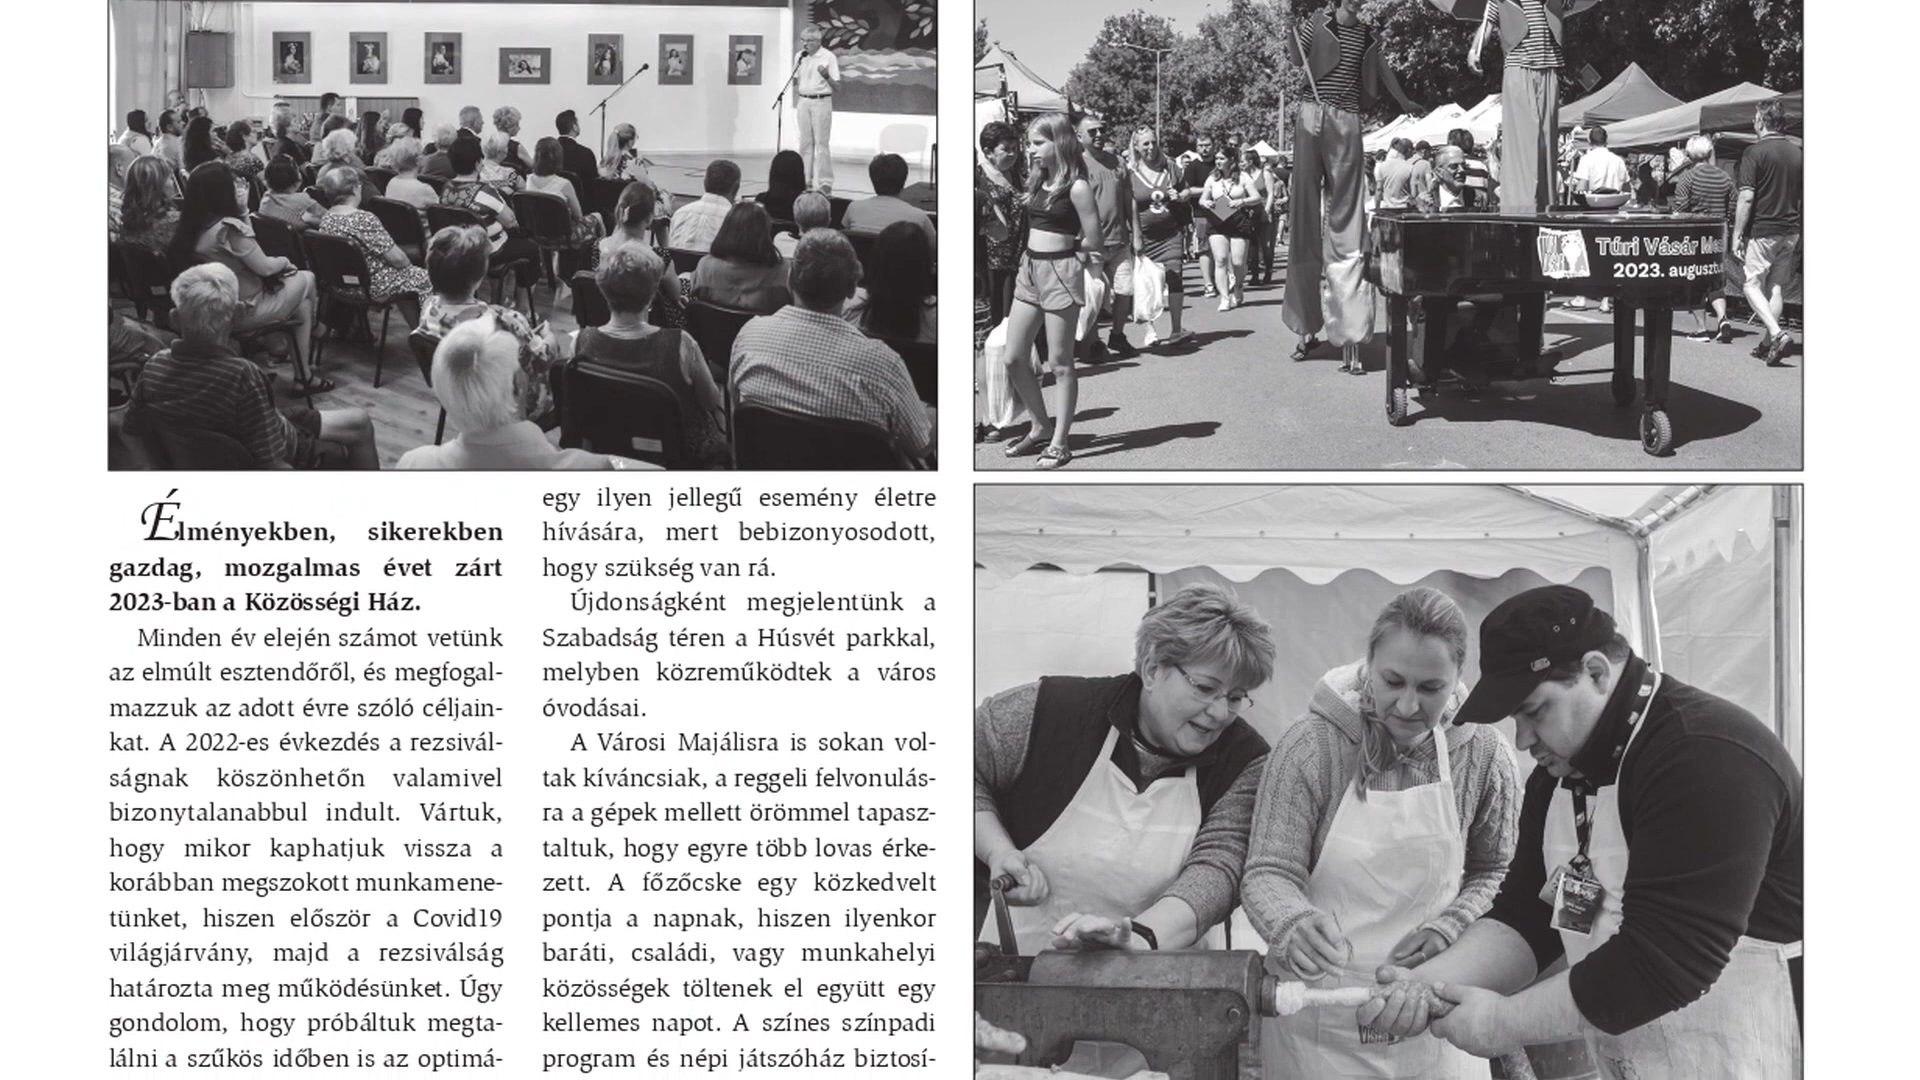 Túri Vásár
2023. augusztu
Élményekben, sikerekben
gazdag, mozgalmas évet zárt
2023-ban a Közösségi Ház.
Minden év elején számot vetünk
az elmúlt esztendőről, és megfogal-
mazzuk az adott évre szóló céljain-
kat. A 2022-es évkezdés a rezsivál-
ságnak köszönhetőn valamivel
bizonytalanabbul indult. Vártuk,
hogy mikor kaphatjuk vissza a
korábban megszokott munkamene-
tünket, hiszen először a Covid19
világjárvány, majd a rezsiválság
határozta meg működésünket. Úgy
gondolom, hogy próbáltuk megta-
lálni a szűkös időben is az optimá-
egy ilyen jellegű esemény életre
hívására, mert bebizonyosodott,
hogy szükség van rá.
Újdonságként megjelentünk a
Szabadság téren a Húsvét parkkal,
melyben közreműködtek a város
óvodásai.
A Városi Majálisra is sokan vol-
tak kíváncsiak, a reggeli felvonulás-
ra a gépek mellett örömmel tapasz-
taltuk, hogy egyre több lovas érke-
zett. A főzőcske egy közkedvelt
pontja a napnak, hiszen ilyenkor
baráti, családi, vagy munkahelyi
közösségek töltenek el együtt egy
kellemes napot. A színes színpadi
program és népi játszóház biztosí-